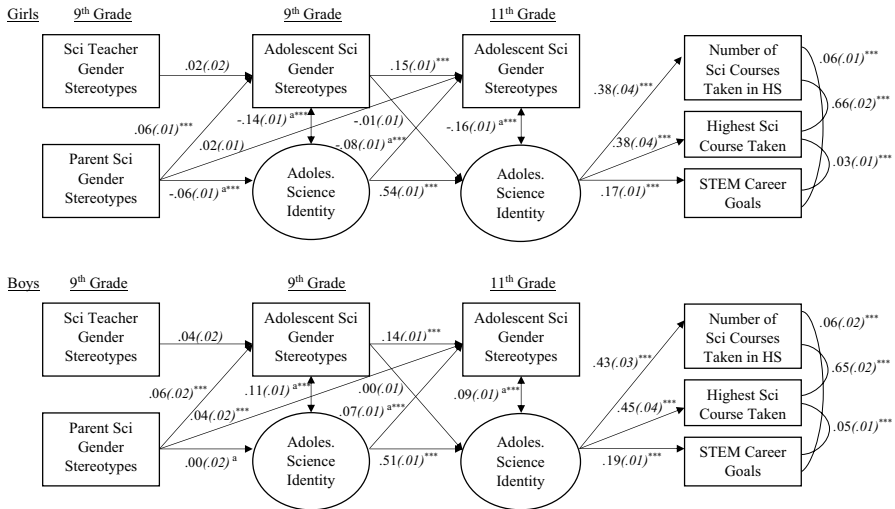 Girls 9th Grade 9th Grade 11th Grade
Sci Teacher
Gender
Stereotypes
Adolescent Sci
Gender
Stereotypes
Adolescent Sci
Gender
Stereotypes
Number of
Sci Courses
Taken in HS
Highest Sci
Course Taken
STEM Career
Goals
Parent Sci
Gender
Stereotypes
Adoles.
Science
Identity
Adoles.
Science
Identity
.02(.02)
.15(.01)***
.06(.01)***
-.14(.01) a***
-.01(.01)
.02(.01)
-.08(.01) a***
-.16(.01) a***
-.06(.01) a***
.54(.01)***
.38(.04)***
.38(.04)***
.17(.01)***
.06(.01)***
.66(.02)***
.03(.01)***
Boys 9th Grade 9th Grade 11th Grade
Sci Teacher
Gender
Stereotypes
Adolescent Sci
Gender
Stereotypes
Adolescent Sci
Gender
Stereotypes
Number of
Sci Courses
Taken in HS
Highest Sci
Course Taken
STEM Career
Goals
Parent Sci
Gender
Stereotypes
Adoles.
Science
Identity
Adoles.
Science
Identity
.04(.02)
.14(.01)***
.06(.02)***
.11(.01) a***
.00(.01)
.04(.02)***
.07(.01) a***
.09(.01) a***
.00(.02) a
.51(.01)***
.43(.03)***
.45(.04)***
.19(.01)***
.06(.02)***
.65(.02)***
.05(.01)***